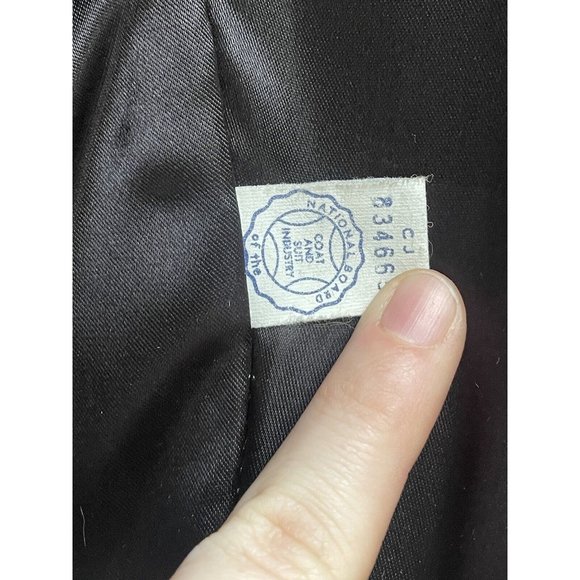 NATIONAL BOARD
of the
COAT
AND
SUIT
INDUSTRY
CJ
83466